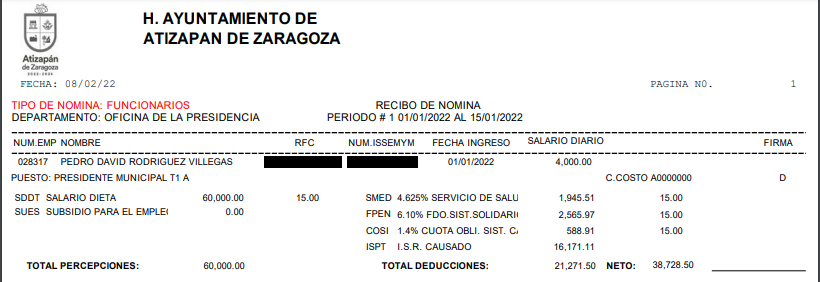 H. AYUNTAMIENTO DE
ATIZAPAN DE ZARAGOZA
Atizapán
de Zaragoza
2022 - 2024
FECHA: 08/02/22 PAGINA N0. 1
TIPO DE NOMINA: FUNCIONARIOS RECIBO DE NOMINA
DEPARTAMENTO: OFICINA DE LA PRESIDENCIA PERIODO # 1 01/01/2022 AL 15/01/2022
NUM.EMP NOMBRE RFC NUM.ISSEMYM FECHA INGRESO SALARIO DIARIO FIRMA
028317 PEDRO DAVID RODRIGUEZ VILLEGAS 01/01/2022 4,000.00
PUESTO: PRESIDENTE MUNICIPAL T1 A C.COSTO A0000000 D
SDDT SALARIO DIETA 60,000.00 15.00 SMED 4.625% SERVICIO DE SALU 1,945.51 15.00
SUES SUBSIDIO PARA EL EMPLE 0.00 FPEN 6.10% FDO.SIST.SOLIDARI 2,565.97 15.00
COSI 1.4% CUOTA OBLI. SIST. CA 588.91 15.00
ISPT I.S.R. CAUSADO 16,171.11
TOTAL PERCEPCIONES: 60,000.00 TOTAL DEDUCCIONES: 21,271.50 NETO: 38,728.50